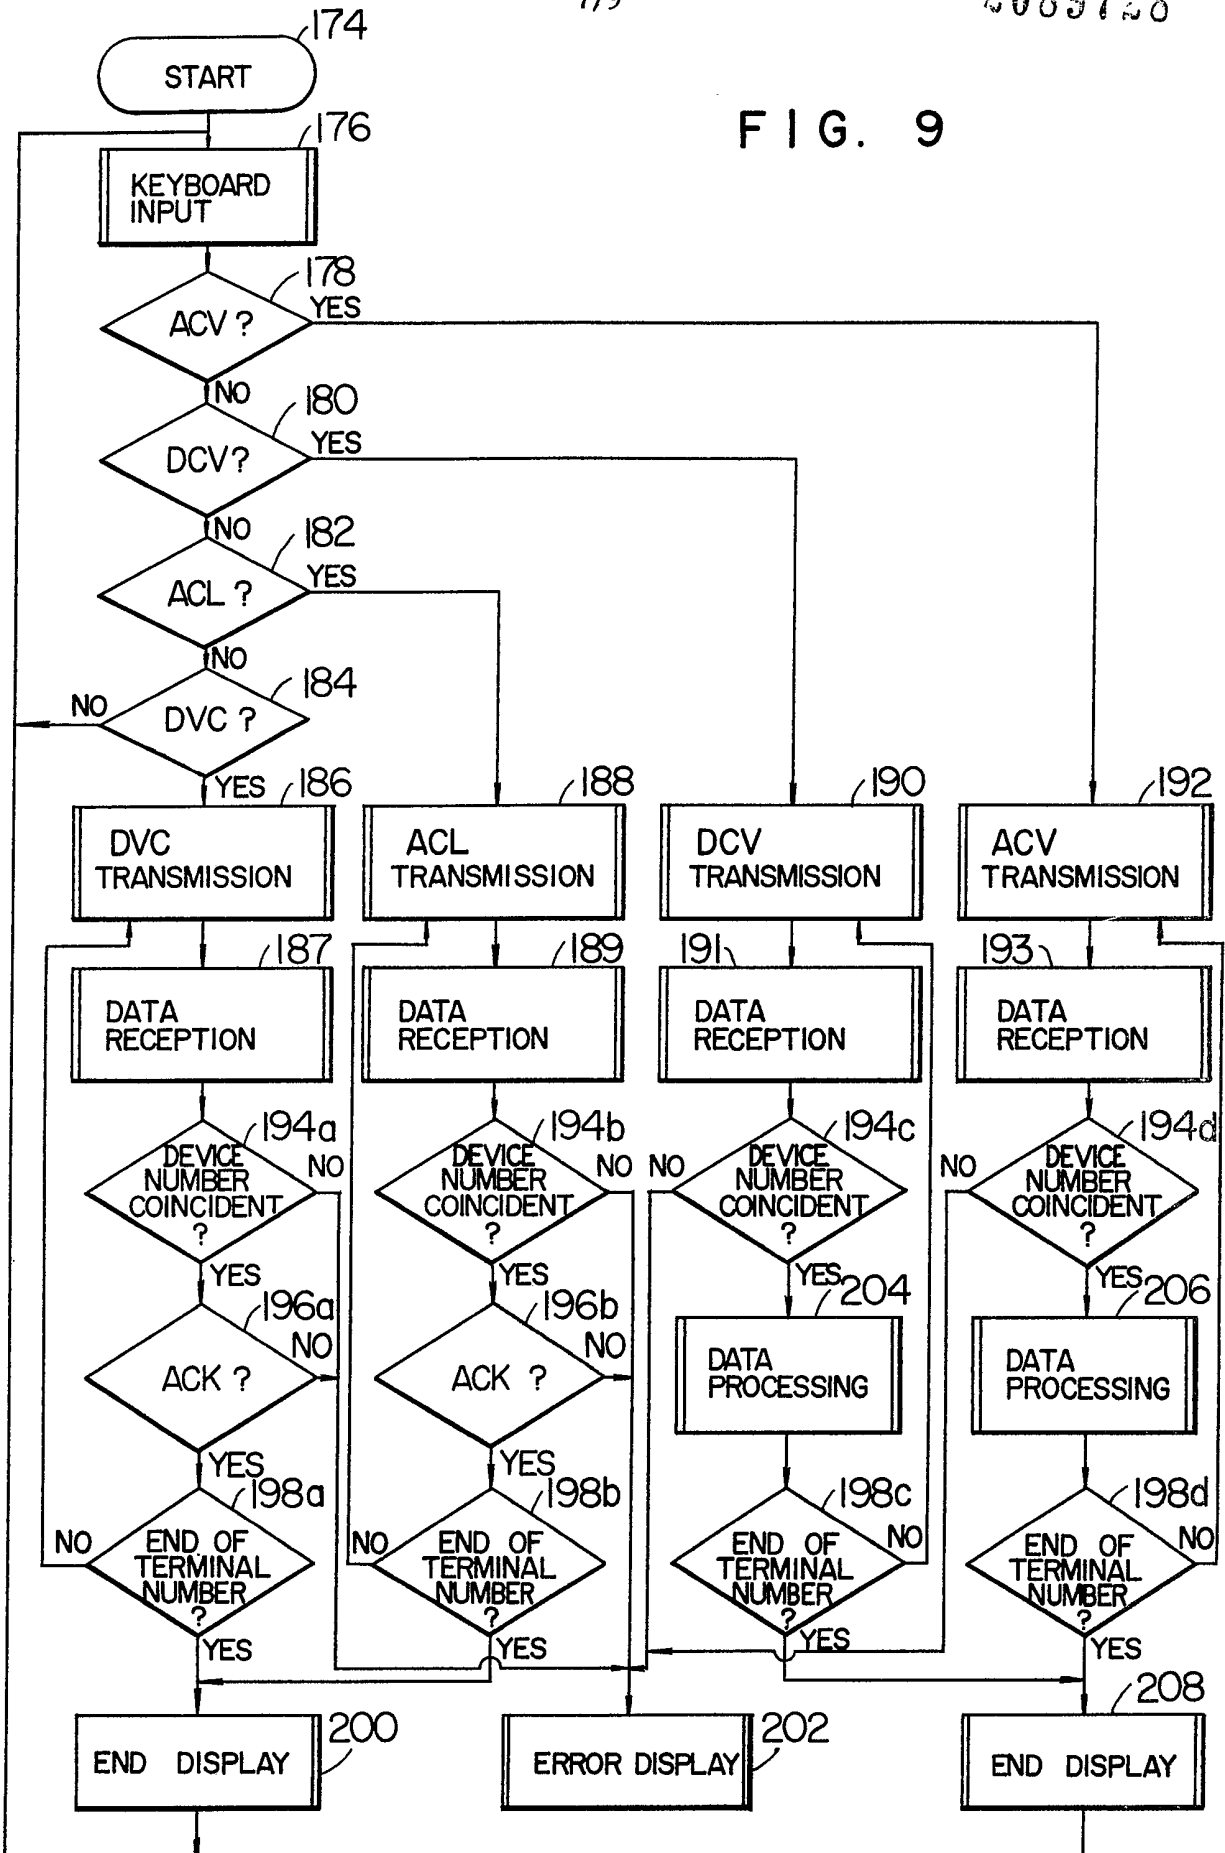 174
START
FIG. 9
176
KEYBOARD
INPUT
178
ACV ?
YES
NO
180
DCV?
YES
NO
182
ACL ?
YES
NO
184
DVC ?
NO
YES
186
DVC
TRANSMISSION
188
ACL
TRANSMISSION
190
DCV
TRANSMISSION
192
ACV
TRANSMISSION
187
DATA
RECEPTION
189
DATA
RECEPTION
191
DATA
RECEPTION
193
DATA
RECEPTION
194a
DEVICE
NUMBER
COINCIDENT
?
NO
YES
194b
DEVICE
NUMBER
COINCIDENT
?
NO
YES
194c
DEVICE
NUMBER
COINCIDENT
?
NO
YES
194d
DEVICE
NUMBER
COINCIDENT
?
NO
YES
196a
ACK ?
NO
YES
196b
ACK ?
NO
YES
204
DATA
PROCESSING
206
DATA
PROCESSING
198a
END OF
TERMINAL
NUMBER
?
NO
YES
198b
END OF
TERMINAL
NUMBER
?
NO
YES
198c
END OF
TERMINAL
NUMBER
?
NO
YES
198d
END OF
TERMINAL
NUMBER
?
NO
YES
200
END DISPLAY
202
ERROR DISPLAY
208
END DISPLAY